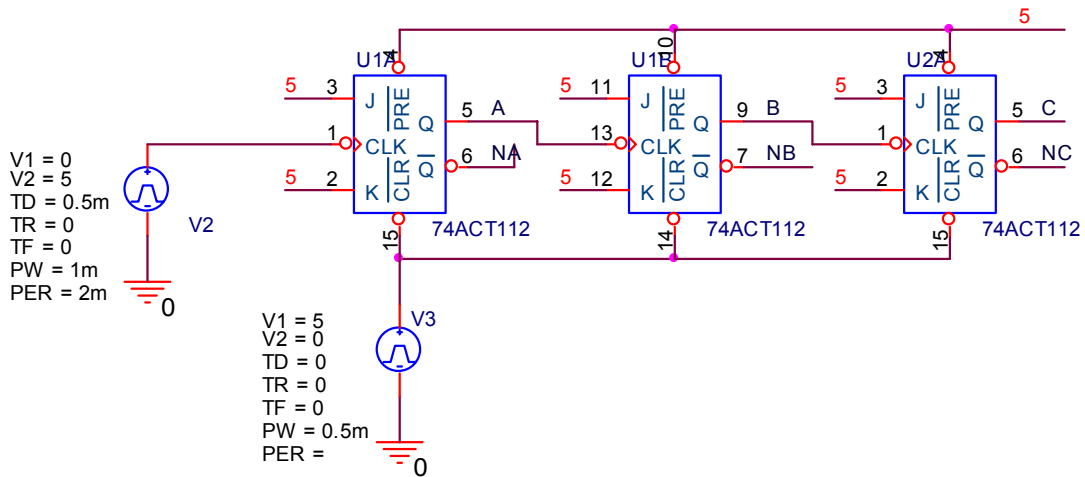 5
U1A
4
5
3
J
PRE
Q
5
A
1
CLK
5
2
K
CLR
Q
6
NA
15
74ACT112
U1B
10
5
11
J
PRE
Q
9
B
13
CLK
5
12
K
CLR
Q
7
NB
14
74ACT112
U2A
4
5
3
J
PRE
Q
5
C
1
CLK
5
2
K
CLR
Q
6
NC
15
74ACT112
V1 = 0
V2 = 5
TD = 0.5m
TR = 0
TF = 0
PW = 1m
PER = 2m
V2
0
V1 = 5
V2 = 0
TD = 0
TR = 0
TF = 0
PW = 0.5m
PER =
V3
0